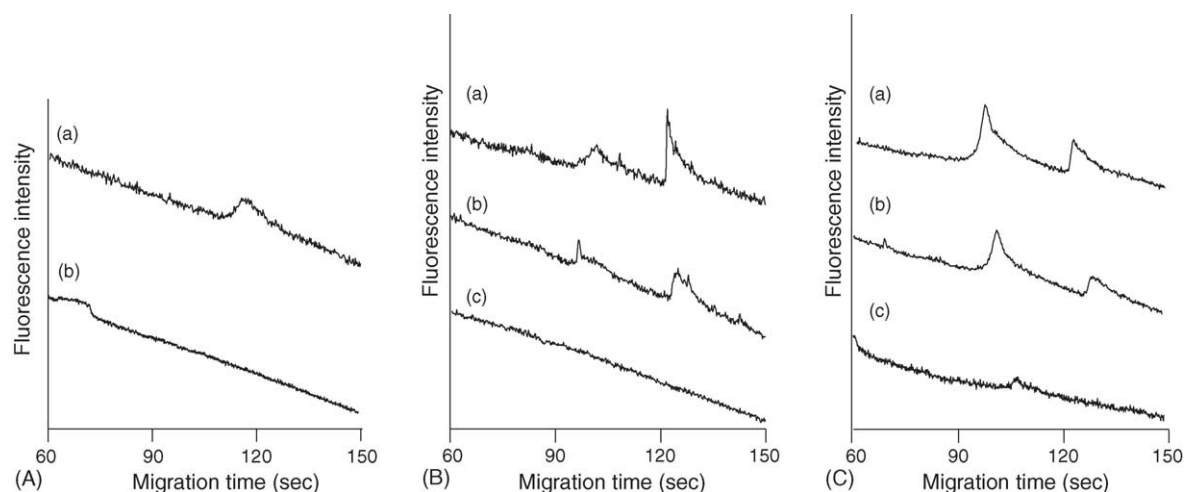 (A)
Fluorescence intensity
(a)
(b)
60 90 120 150
Migration time (sec)
(B)
Fluorescence intensity
(a)
(b)
(c)
60 90 120 150
Migration time (sec)
(C)
Fluorescence intensity
(a)
(b)
(c)
60 90 120 150
Migration time (sec)